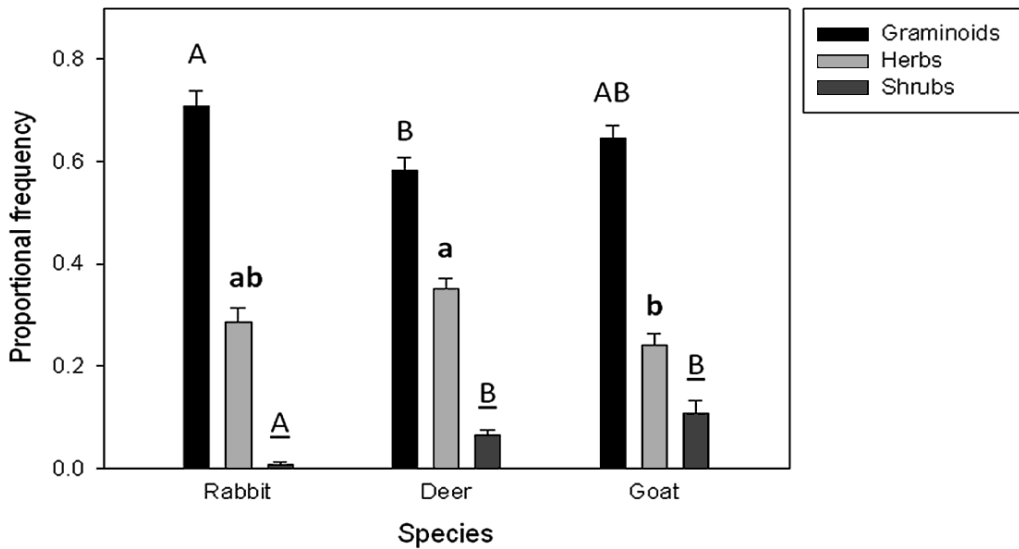 Graminoids
Herbs
Shrubs
Proportional frequency
0.8
0.6
0.4
0.2
0.0
A
ab
A
B
a
B
AB
b
B
Rabbit Deer Goat
Species